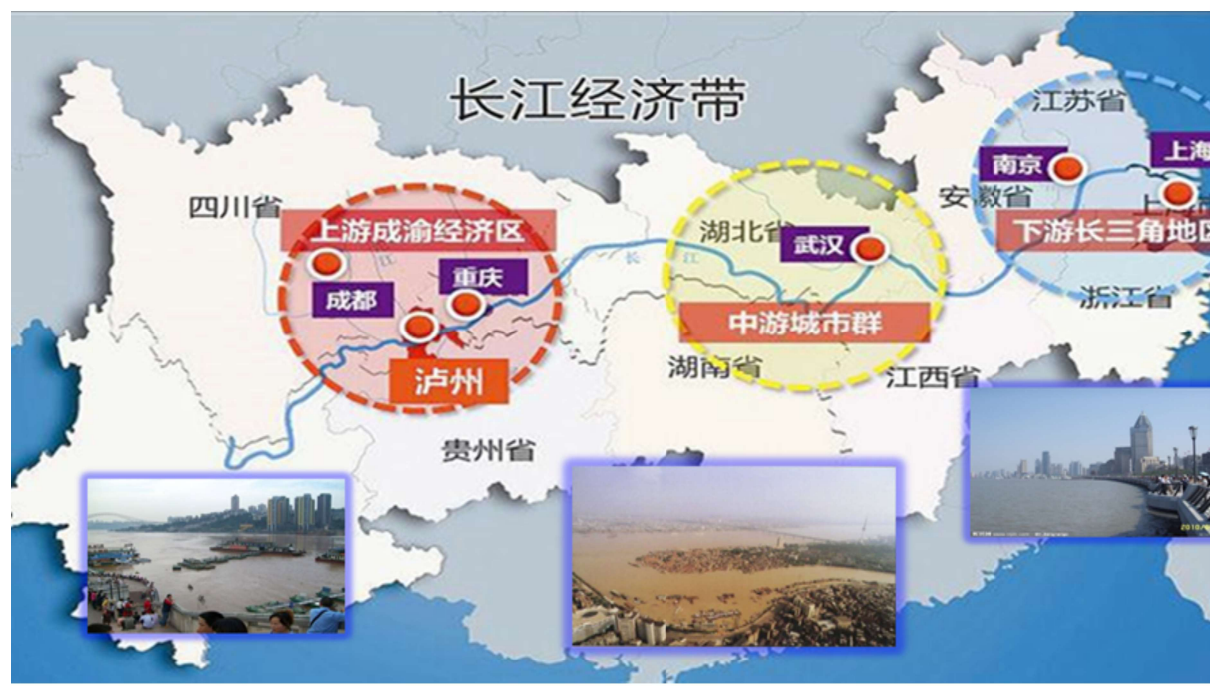 长江经济带
江苏省
南京
上海
四川省
安徽省
上游成渝经济区
湖北省
武汉
下游长三角地区
江
长
江
重庆
成都
浙江省
中游城市群
泸州
湖南省
江西省
贵州省